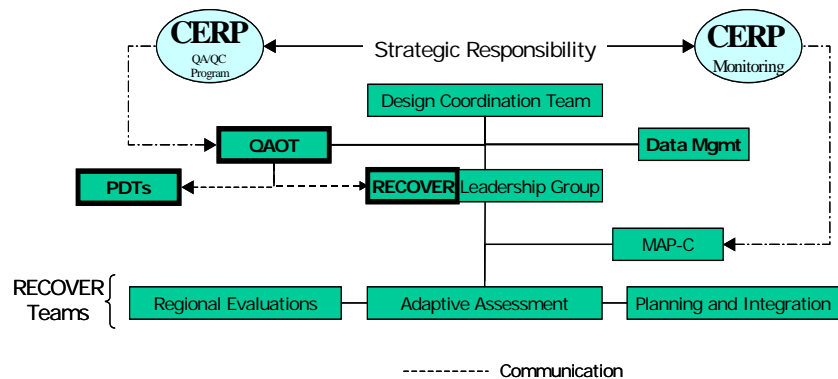 CERP
QA/QC
Program
Strategic Responsibility
CERP
Monitoring
Design Coordination Team
QAOT
Data Mgmt
PDTs
RECOVER Leadership Group
MAP-C
RECOVER
Teams
Regional Evaluations
Adaptive Assessment
Planning and Integration
Communication